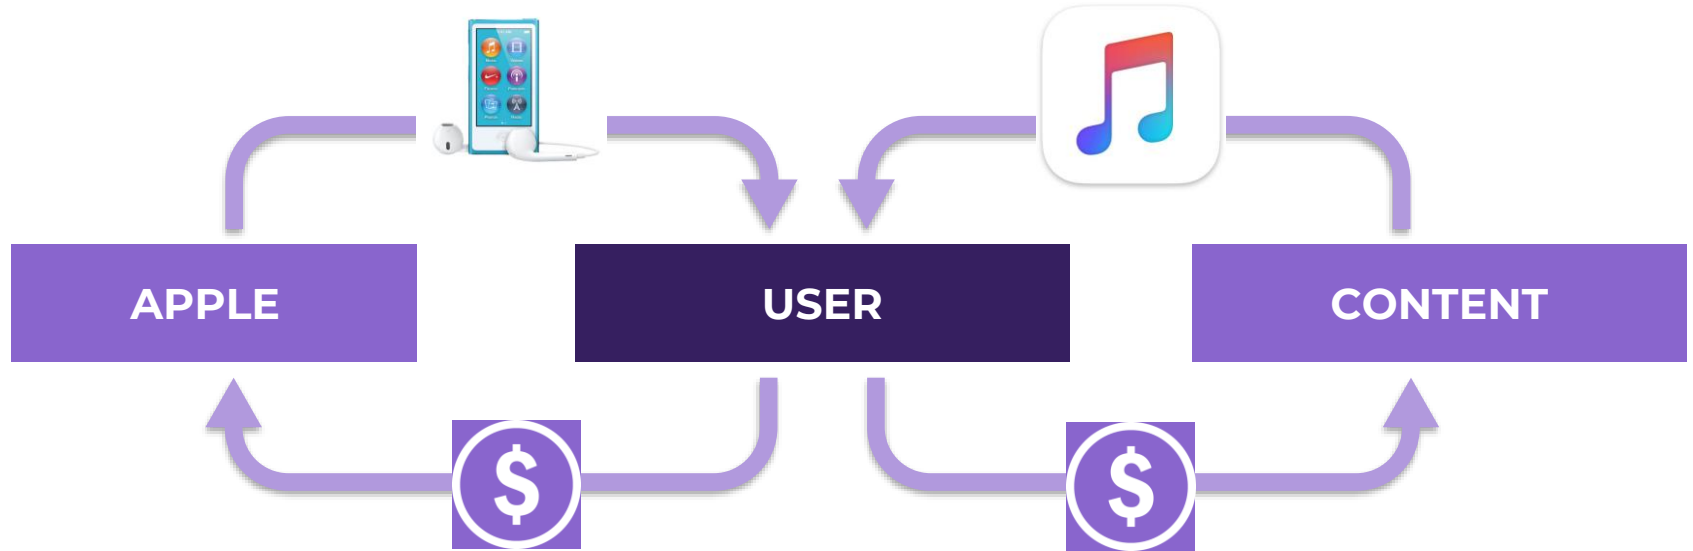 APPLE
USER
CONTENT
$
$